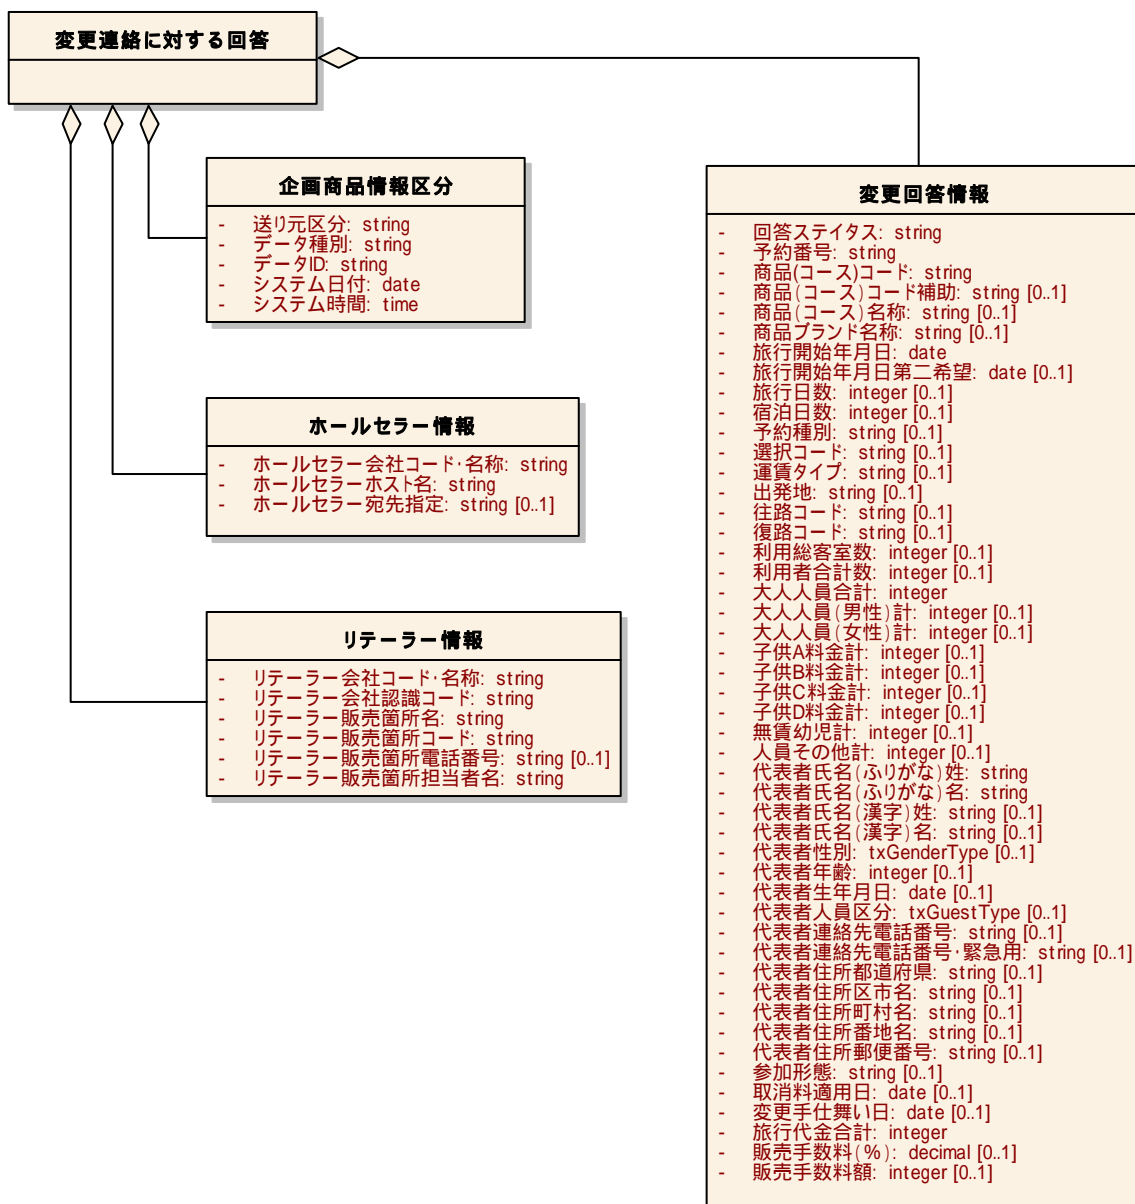 変更連絡に対する回答
企画商品情報区分
- 送り元区分: string
- データ種別: string
- データID: string
- システム日付: date
- システム時間: time
ホールセラー情報
- ホールセラー会社コード・名称: string
- ホールセラーホスト名: string
- ホールセラー宛先指定: string [0..1]
リテーラー情報
- リテーラー会社コード・名称: string
- リテーラー会社認識コード: string
- リテーラー販売箇所名: string
- リテーラー販売箇所コード: string
- リテーラー販売箇所電話番号: string [0..1]
- リテーラー販売箇所担当者名: string
変更回答情報
- 回答ステイタス: string
- 予約番号: string
- 商品(コース)コード: string
- 商品(コース)コード補助: string [0..1]
- 商品(コース)名称: string [0..1]
- 商品ブランド名称: string [0..1]
- 旅行開始年月日: date
- 旅行開始年月日第二希望: date [0..1]
- 旅行日数: integer [0..1]
- 宿泊日数: integer [0..1]
- 予約種別: string [0..1]
- 選択コード: string [0..1]
- 運賃タイプ: string [0..1]
- 出発地: string [0..1]
- 往路コード: string [0..1]
- 復路コード: string [0..1]
- 利用総客室数: integer [0..1]
- 利用者合計数: integer [0..1]
- 大人人員合計: integer
- 大人人員(男性)計: integer [0..1]
- 大人人員(女性)計: integer [0..1]
- 子供A料金計: integer [0..1]
- 子供B料金計: integer [0..1]
- 子供C料金計: integer [0..1]
- 子供D料金計: integer [0..1]
- 無賃幼児計: integer [0..1]
- 人員その他計: integer [0..1]
- 代表者氏名(ふりがな)姓: string
- 代表者氏名(ふりがな)名: string
- 代表者氏名(漢字)姓: string [0..1]
- 代表者氏名(漢字)名: string [0..1]
- 代表者性別: txGenderType [0..1]
- 代表者年齢: integer [0..1]
- 代表者生年月日: date [0..1]
- 代表者人員区分: txGuestType [0..1]
- 代表者連絡先電話番号: string [0..1]
- 代表者連絡先電話番号・緊急用: string [0..1]
- 代表者住所都道府県: string [0..1]
- 代表者住所区市名: string [0..1]
- 代表者住所町村名: string [0..1]
- 代表者住所番地名: string [0..1]
- 代表者住所郵便番号: string [0..1]
- 参加形態: string [0..1]
- 取消料適用日: date [0..1]
- 変更手仕舞い日: date [0..1]
- 旅行代金合計: integer
- 販売手数料(%): decimal [0..1]
- 販売手数料額: integer [0..1]